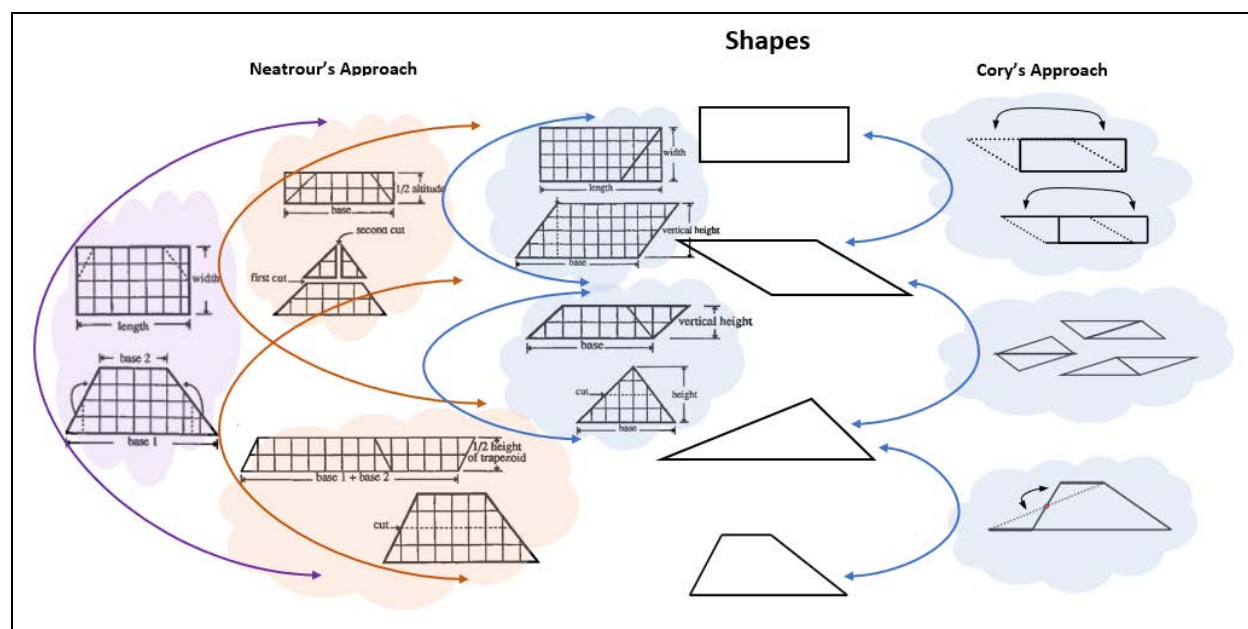 Shapes
Neatrour's Approach
Cory's Approach
width
length
1/2 altitude
base
second cut
first cut
vertical height
base
width
length
vertical height
base
base 2
base 1
cut
height
base
1/2 height
of trapezoid
base 1 + base 2
cut